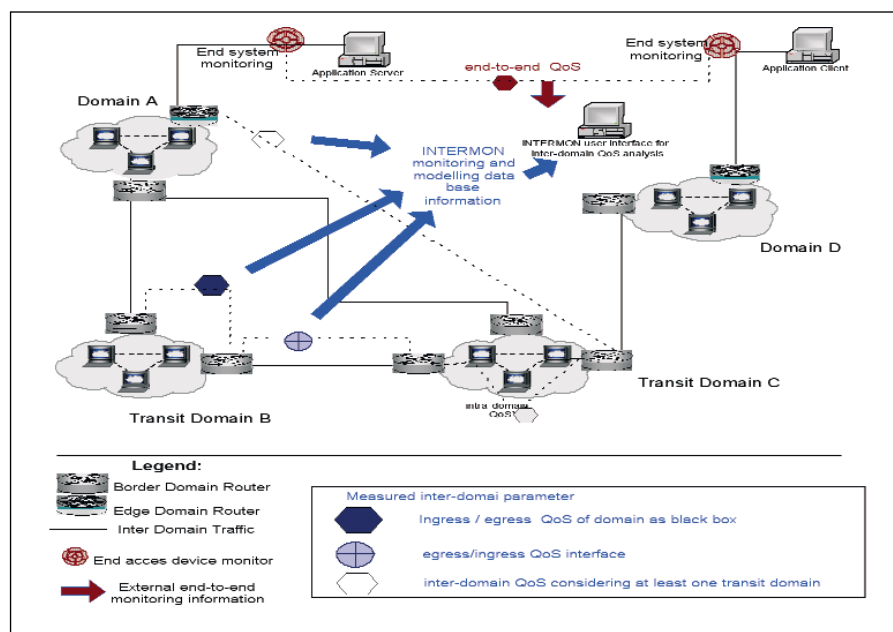 End system
monitoring
Application Server
end-to-end QoS
End system
monitoring
Application Client
Domain A
INTERMON
monitoring and
modelling data
base
information
INTERMON user interface for
inter-domain QoS analysis
Domain D
Transit Domain B
intra domain
QoS
Transit Domain C
Legend:
Border Domain Router
Edge Domain Router
Inter Domain Traffic
End acces device monitor
External end-to-end
monitoring information
Measured inter-domai parameter
Ingress / egress QoS of domain as black box
egress/ingress QoS interface
inter-domain QoS considering at least one transit domain